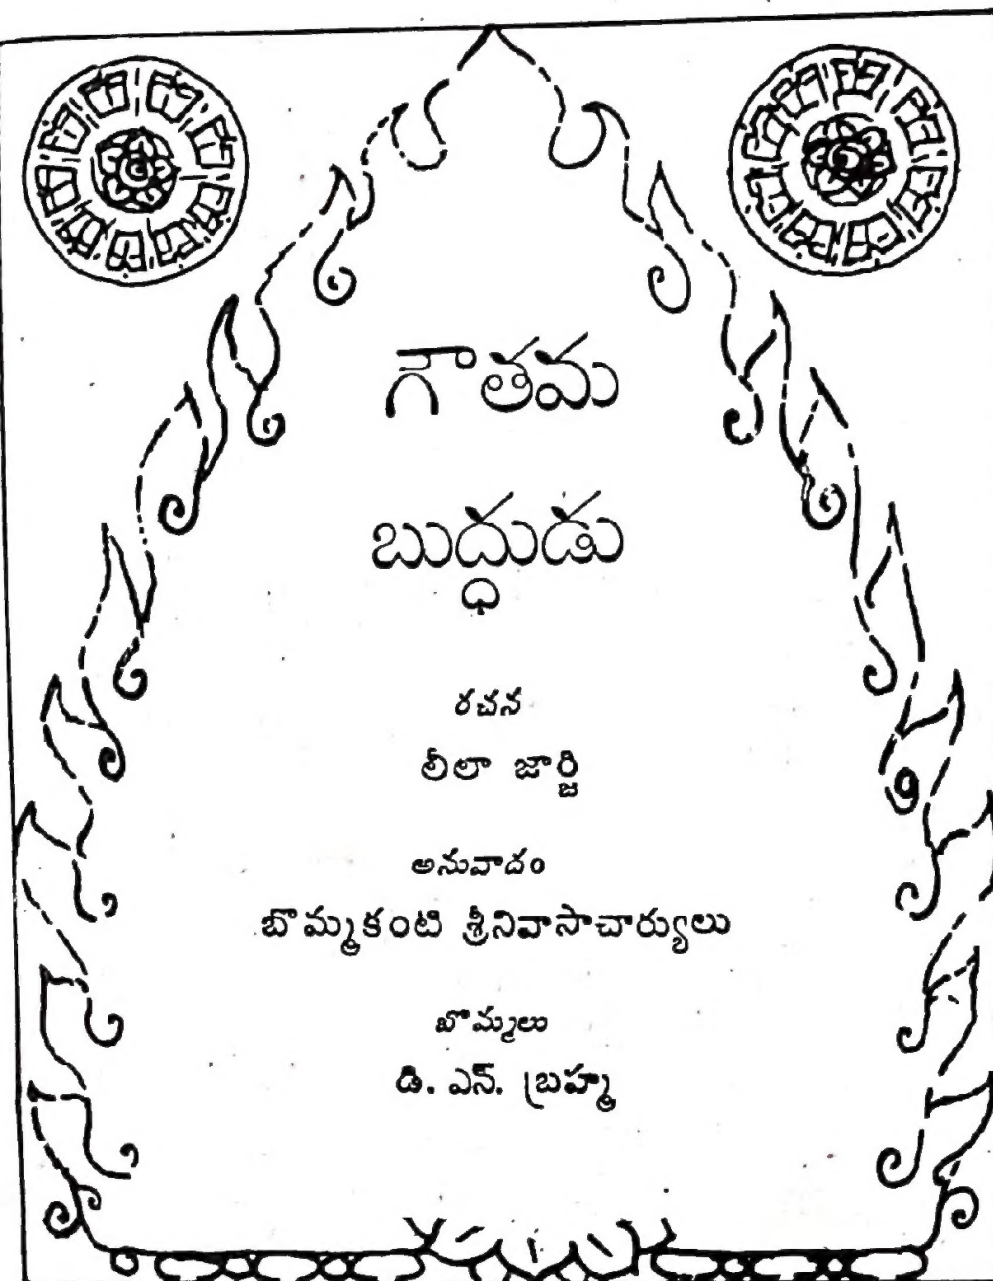 గౌతమ
బుద్ధుడు
రచన
లీలా జార్జి
అనువాదం
బొమ్మకంటి శ్రీనివాసాచార్యులు
బొమ్మలు
డి. ఎన్. బ్రహ్మ